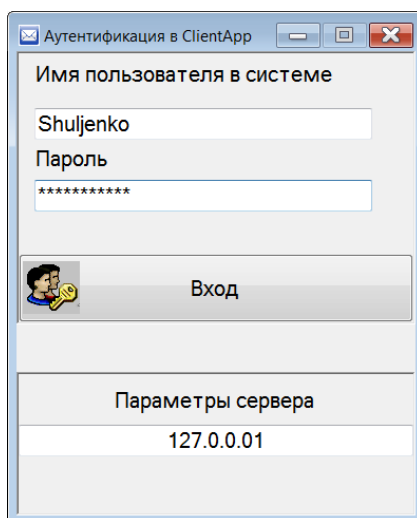 Аутентификация в ClientApp
Имя пользователя в системе
Shuljenko
Пароль
***********
Вход
Параметры сервера
127.0.0.01